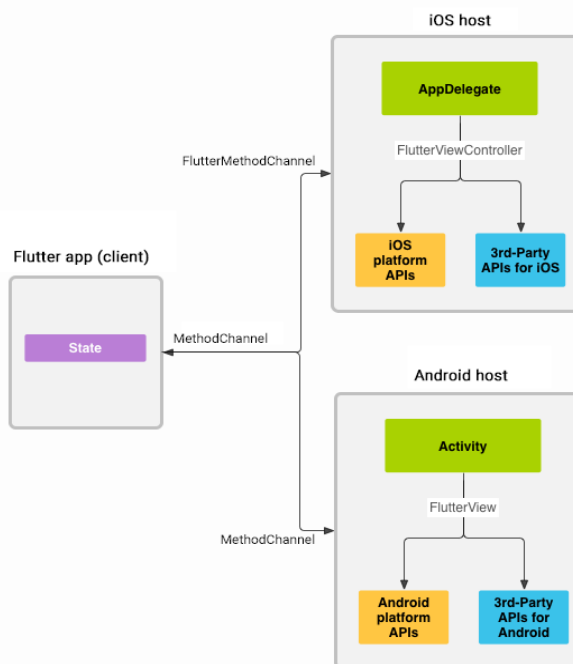 iOS host
AppDelegate
FlutterMethodChannel
FlutterViewController
iOS
platform
APIs
3rd-Party
APIs for iOS
Flutter app (client)
State
MethodChannel
Android host
Activity
FlutterView
MethodChannel
Android
platform
APIs
3rd-Party
APIs for
Android